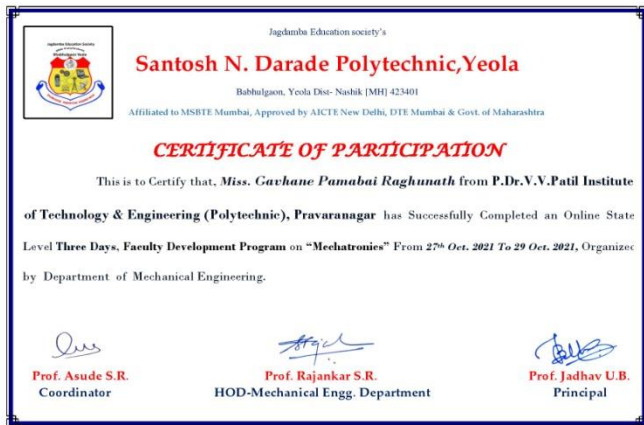 Jagdamba Education society's
Santosh N. Darade Polytechnic,Yeola
Babhulgaon, Yeola Dist- Nashik [MH] 423401
Affiliated to MSBTE Mumbai, Approved by AICTE New Delhi, DTE Mumbai & Govt. of Maharashtra
CERTIFICATE OF PARTICIPATION
This is to Certify that, Miss. Gavhane Pamabai Raghunath from P.Dr.V.V.Patil Institute
of Technology & Engineering (Polytechnic), Pravaranagar has Successfully Completed an Online State
Level Three Days, Faculty Development Program on "Mechatronies" From 27th Oct. 2021 To 29 Oct. 2021, Organized
by Department of Mechanical Engineering.
Prof. Asude S.R. Prof. Rajankar S.R. Prof. Jadhav U.B.
Coordinator HOD-Mechanical Engg. Department Principal